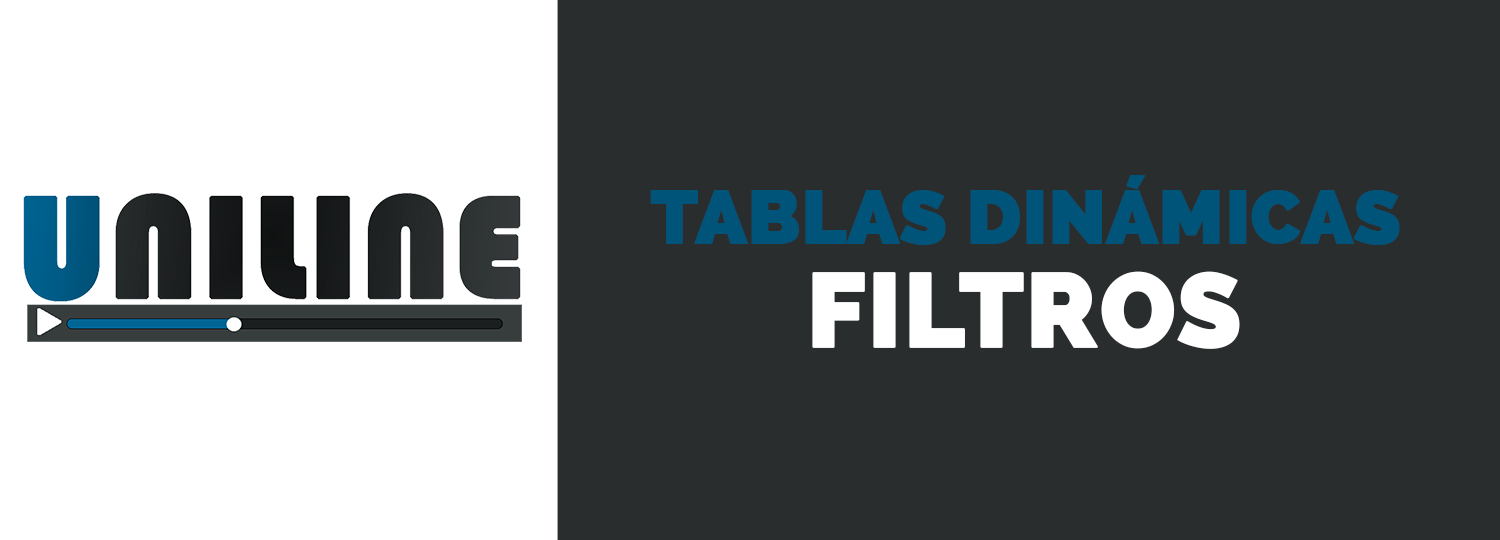 UNILINE
TABLAS DINÁMICAS
FILTROS